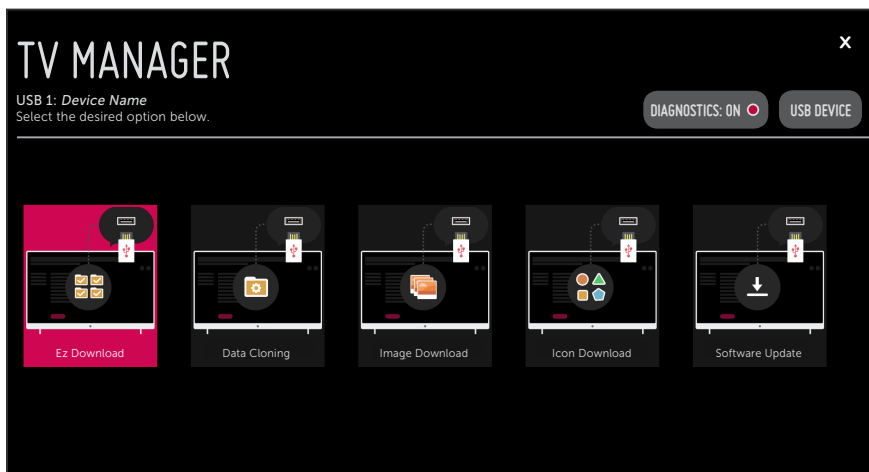 TV MANAGER
X
USB 1: Device Name
Select the desired option below.
DIAGNOSTICS: ON
USB DEVICE
Ez Download
Data Cloning
Image Download
Icon Download
Software Update